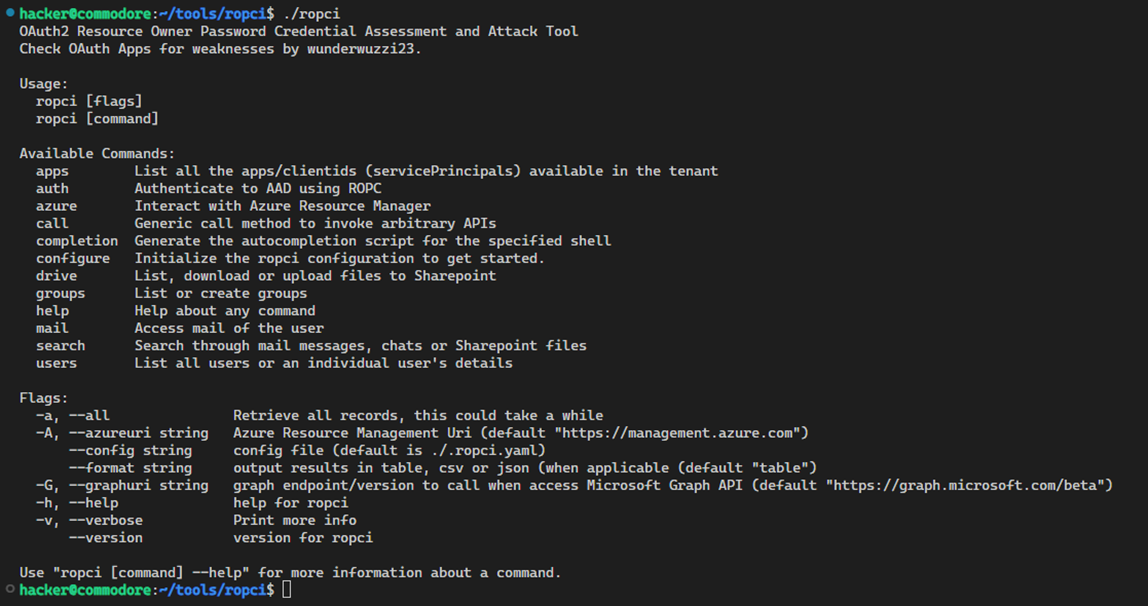 hacker@commodore:~/tools/ropci$ ./ropci
OAuth2 Resource Owner Password Credential Assessment and Attack Tool
Check OAuth Apps for weaknesses by wunderwuzzi23.

Usage:
  ropci [flags]
  ropci [command]

Available Commands:
  apps        List all the apps/clientids (servicePrincipals) available in the tenant
  auth        Authenticate to AAD using ROPC
  azure       Interact with Azure Resource Manager
  call        Generic call method to invoke arbitrary APIs
  completion  Generate the autocompletion script for the specified shell
  configure   Initialize the ropci configuration to get started.
  drive       List, download or upload files to Sharepoint
  groups      List or create groups
  help        Help about any command
  mail        Access mail of the user
  search      Search through mail messages, chats or Sharepoint files
  users       List all users or an individual user's details

Flags:
  -a, --all               Retrieve all records, this could take a while
  -A, --azureuri string   Azure Resource Management Uri (default "https://management.azure.com")
      --config string     config file (default is ./.ropci.yaml)
      --format string     output results in table, csv or json (when applicable (default "table")
  -G, --graphuri string   graph endpoint/version to call when access Microsoft Graph API (default "https://graph.microsoft.com/beta")
  -h, --help              help for ropci
  -v, --verbose           Print more info
      --version           version for ropci

Use "ropci [command] --help" for more information about a command.
hacker@commodore:~/tools/ropci$